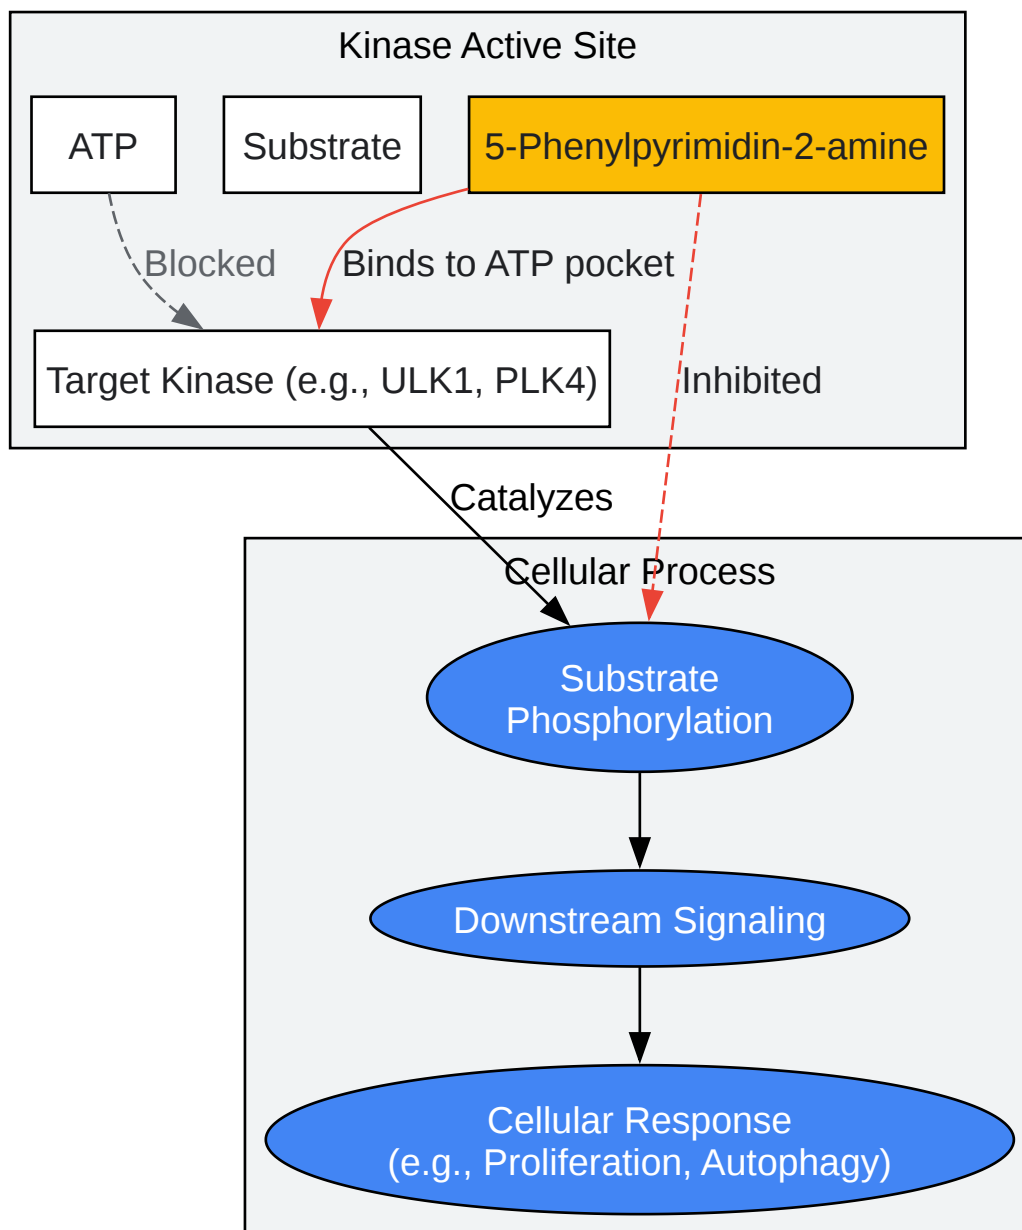 Kinase Active Site
ATP
Substrate
5-Phenylpyrimidin-2-amine
Blocked
Binds to ATP pocket
Target Kinase (e.g., ULK1, PLK4)
Inhibited
Catalyzes
Cellular Process
Substrate
Phosphorylation
Downstream Signaling
Cellular Response
(e.g., Proliferation, Autophagy)